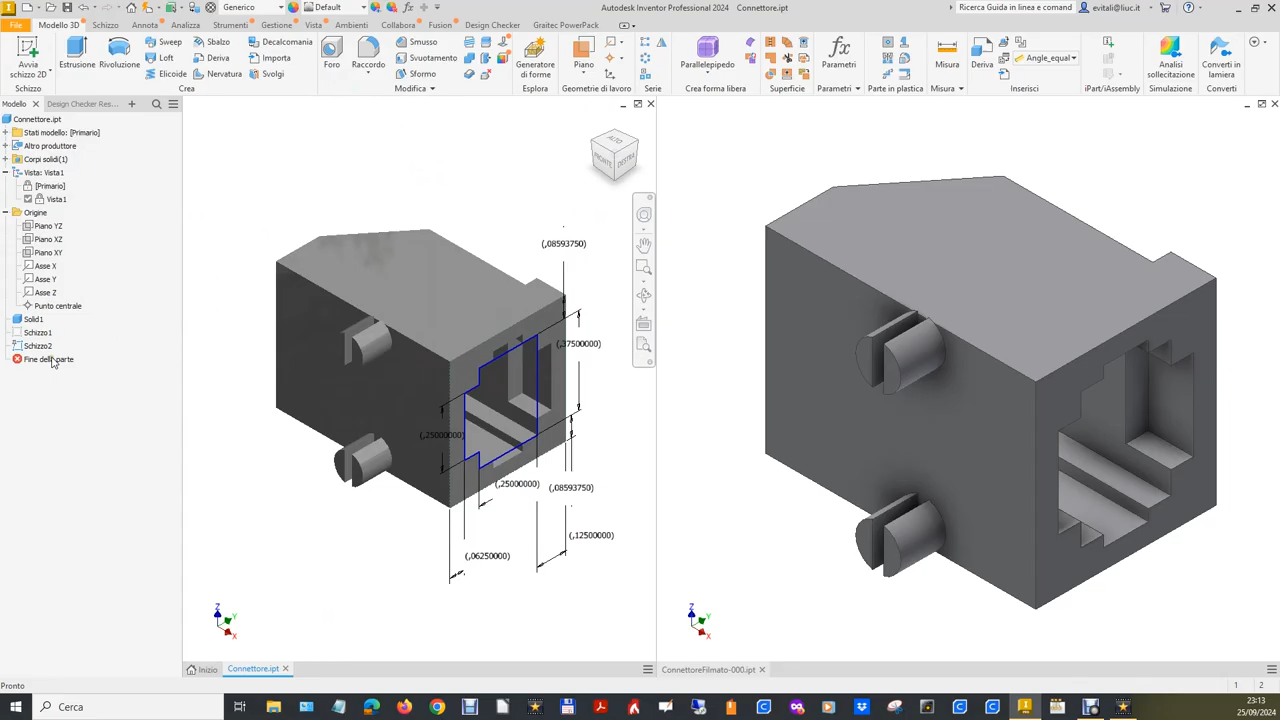 Generico
Default
Autodesk Inventor Professional 2024 Connettore.ipt
Ricerca Guida in linea e comandi
evitali@liuc.it
File
Modello 3D
Schizzo
Annota
Analizza
Strumenti
Gestione
Vista
Ambienti
Collabora
Fusion
Design Checker
Graitec PowerPack
Avvia schizzo 2D
Estrusione
Rivoluzione
Sweep
Loft
Elicoide
Sbalzo
Deriva
Nervatura
Decalcomania
Importa
Svolgi
Foro
Raccordo
Smusso
Svuotamento
Sformo
Generatore di forme
Piano
Parallelepipedo
Parametri
Misura
Deriva
Angle_equal
Analisi sollecitazione
Converti in lamiera
Schizzo
Crea
Modifica
Esplora
Geometrie di lavoro
Serie
Crea forma libera
Superficie
Parametri
Parte in plastica
Misura
Inserisci
iPart/iAssembly
Simulazione
Converti
Modello
Design Checker Res...
Connettore.ipt
Stati modello: [Primario]
Altro produttore
Corpi solidi(1)
Vista: Vista1
[Primario]
Vista1
Origine
Piano YZ
Piano XZ
Piano XY
Asse X
Asse Y
Asse Z
Punto centrale
Solid1
Schizzo1
Schizzo2
Fine della parte
ALTO
FRONTE
DESTRA
(,08593750)
(,37500000)
(,25000000)
(,25000000)
(,08593750)
(,12500000)
(,06250000)
Z
Y
X
Z
Y
X
Inizio
Connettore.ipt
ConnettoreFilmato-000.ipt
Pronto
1
2
Cerca
23:13
25/09/2024